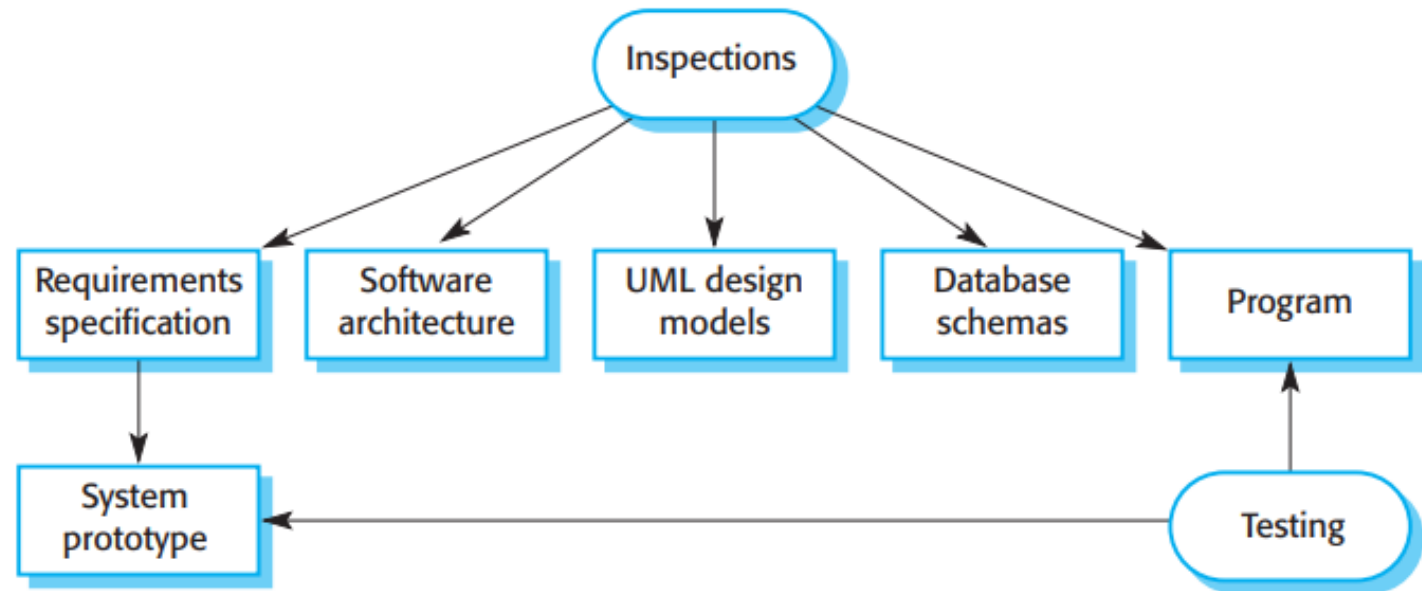 Inspections
Requirements
specification
Software
architecture
UML design
models
Database
schemas
Program
System
prototype
Testing